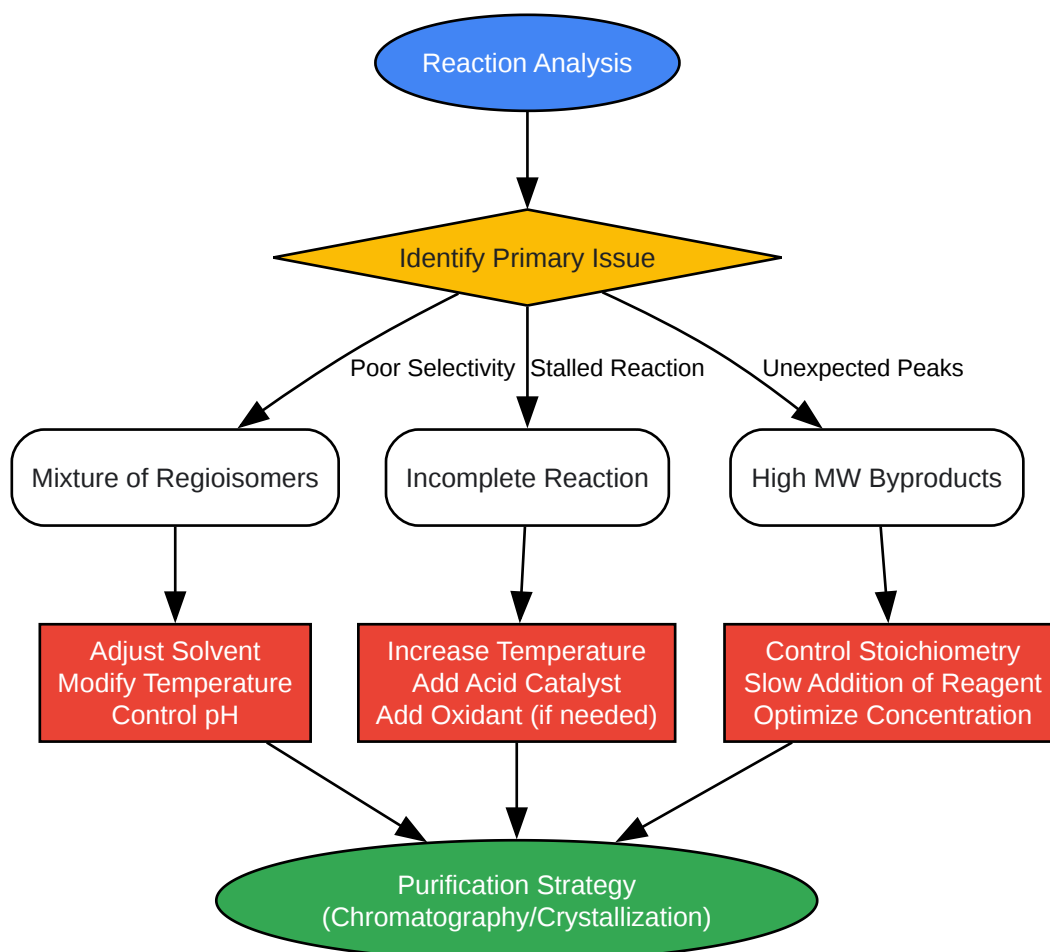 Reaction Analysis
Identify Primary Issue
Poor Selectivity
Stalled Reaction
Unexpected Peaks
Mixture of Regioisomers
Incomplete Reaction
High MW Byproducts
Adjust Solvent
Modify Temperature
Control pH
Increase Temperature
Add Acid Catalyst
Add Oxidant (if needed)
Control Stoichiometry
Slow Addition of Reagent
Optimize Concentration
Purification Strategy
(Chromatography/Crystallization)